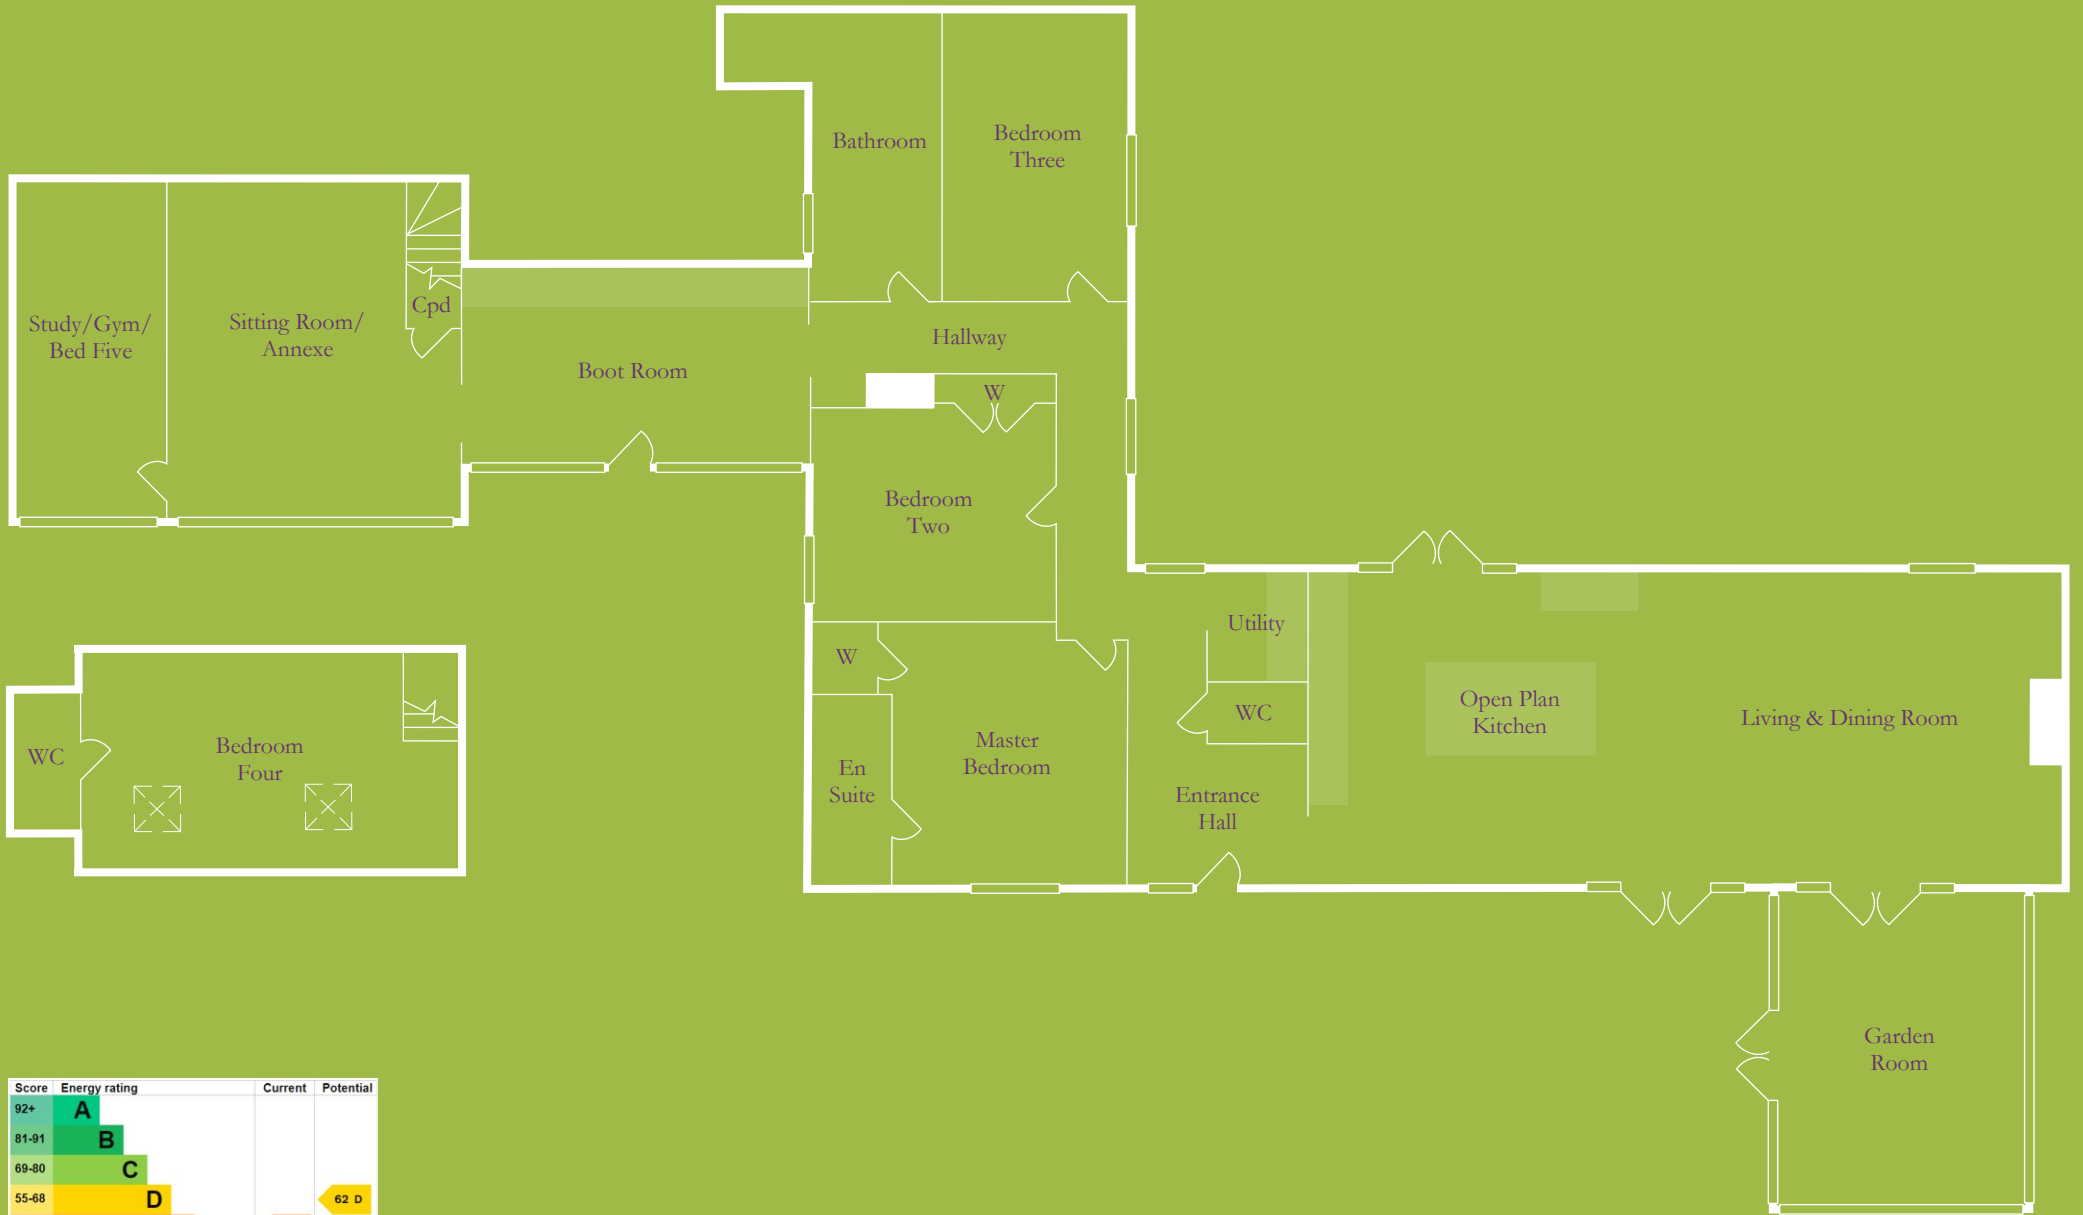 Bathroom
Bedroom
Three
Study/Gym/
Bed Five
Sitting Room/
Annexe
Cpd
Boot Room
Hallway
W
Bedroom
Two
Utility
W
WC
Open Plan
Kitchen
Living & Dining Room
WC
Bedroom
Four
En
Suite
Master
Bedroom
Entrance
Hall
Garden
Room
Score Energy rating Current Potential
92+ A
81-91 B
69-80 C
55-68 D 62 D